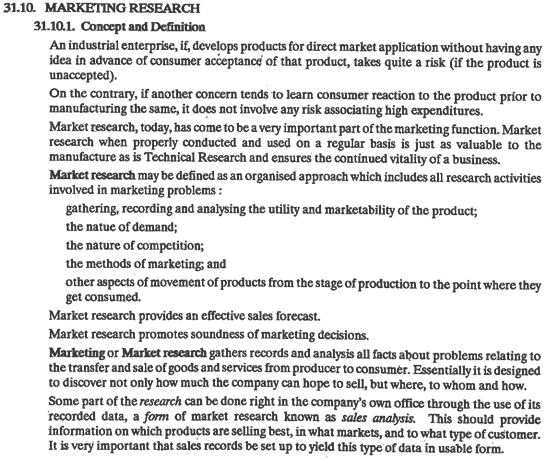 31.10. MARKETING RESEARCH
31.10.1. Concept and Definition
An industrial enterprise, if, develops products for direct market application without having any
idea in advance of consumer acceptance of that product, takes quite a risk (if the product is
unaccepted).
On the contrary, if another concern tends to learn consumer reaction to the product prior to
manufacturing the same, it does not involve any risk associating high expenditures.
Market research, today, has come to be a very important part of the marketing function. Market
research when properly conducted and used on a regular basis is just as valuable to the
manufacture as is Technical Research and ensures the continued vitality of a business.
Market research may be defined as an organised approach which includes all research activities
involved in marketing problems :
gathering, recording and analysing the utility and marketability of the product;
the natue of demand;
the nature of competition;
the methods of marketing; and
other aspects of movement of products from the stage of production to the point where they
get consumed.
Market research provides an effective sales forecast.
Market research promotes soundness of marketing decisions.
Marketing or Market research gathers records and analysis all facts about problems relating to
the transfer and sale of goods and services from producer to consumer. Essentially it is designed
to discover not only how much the company can hope to sell, but where, to whom and how.
Some part of the research can be done right in the company's own office through the use of its
recorded data, a form of market research known as sales analysis. This should provide
information on which products are selling best, in what markets, and to what type of customer.
It is very important that sales records be set up to yield this type of data in usable form.